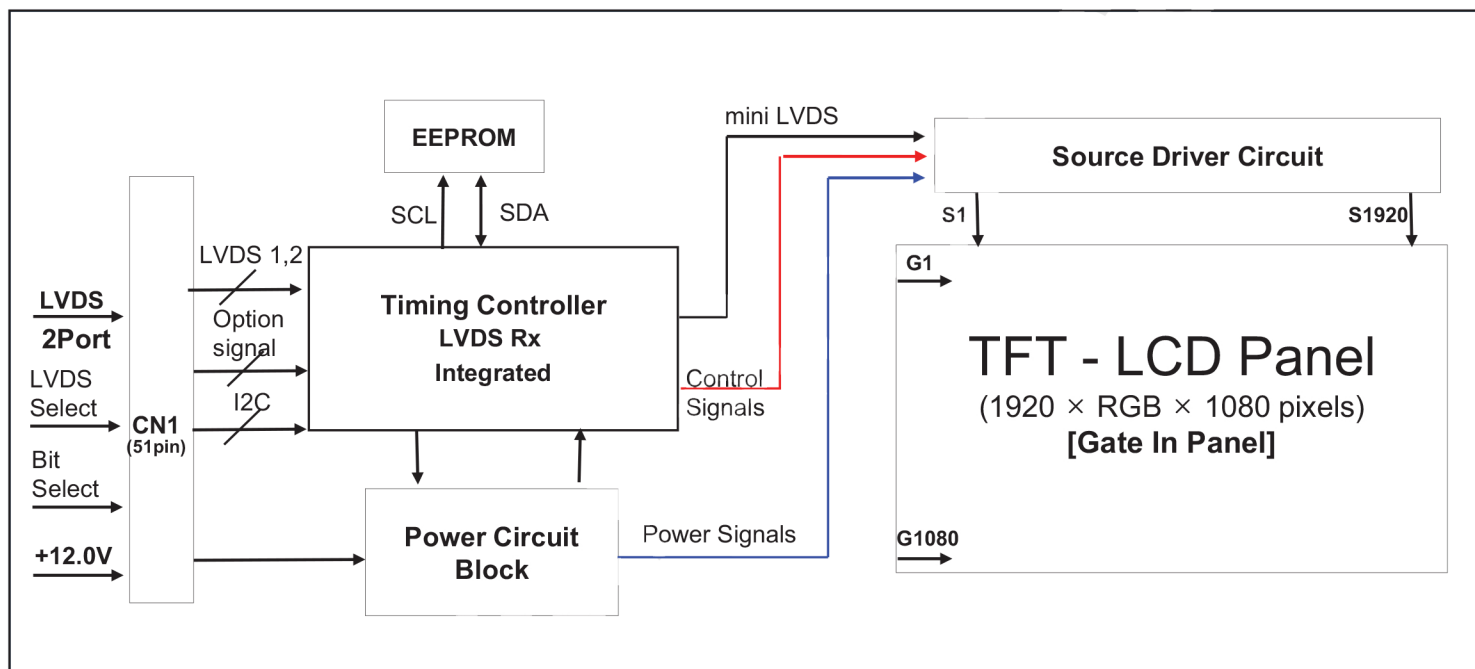 mini LVDS
EEPROM
Source Driver Circuit
SCL
SDA
S1
S1920
LVDS 1,2
G1
LVDS
2Port
Option
signal
Timing Controller
LVDS Rx
Integrated
TFT - LCD Panel
(1920 × RGB × 1080 pixels)
[Gate In Panel]
LVDS
Select
I2C
Control
Signals
CN1
(51pin)
Bit
Select
Power Circuit
Block
Power Signals
G1080
+12.0V